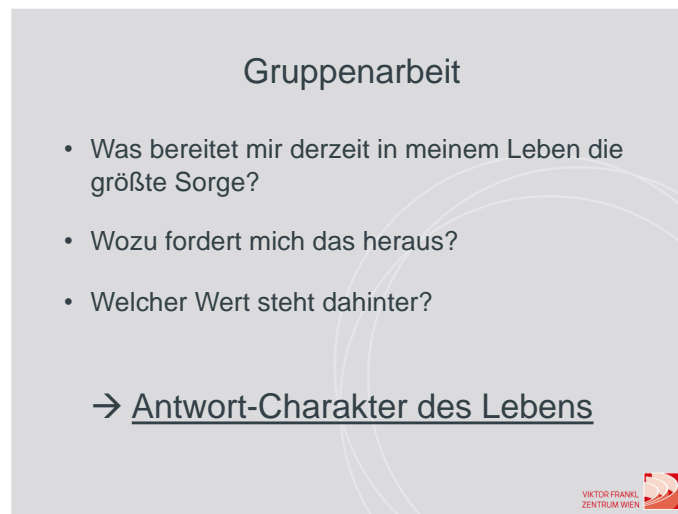 Gruppenarbeit
• Was bereitet mir derzeit in meinem Leben die
größte Sorge?
• Wozu fordert mich das heraus?
• Welcher Wert steht dahinter?
→ Antwort-Charakter des Lebens
VIKTOR FRANKL
ZENTRUM WIEN